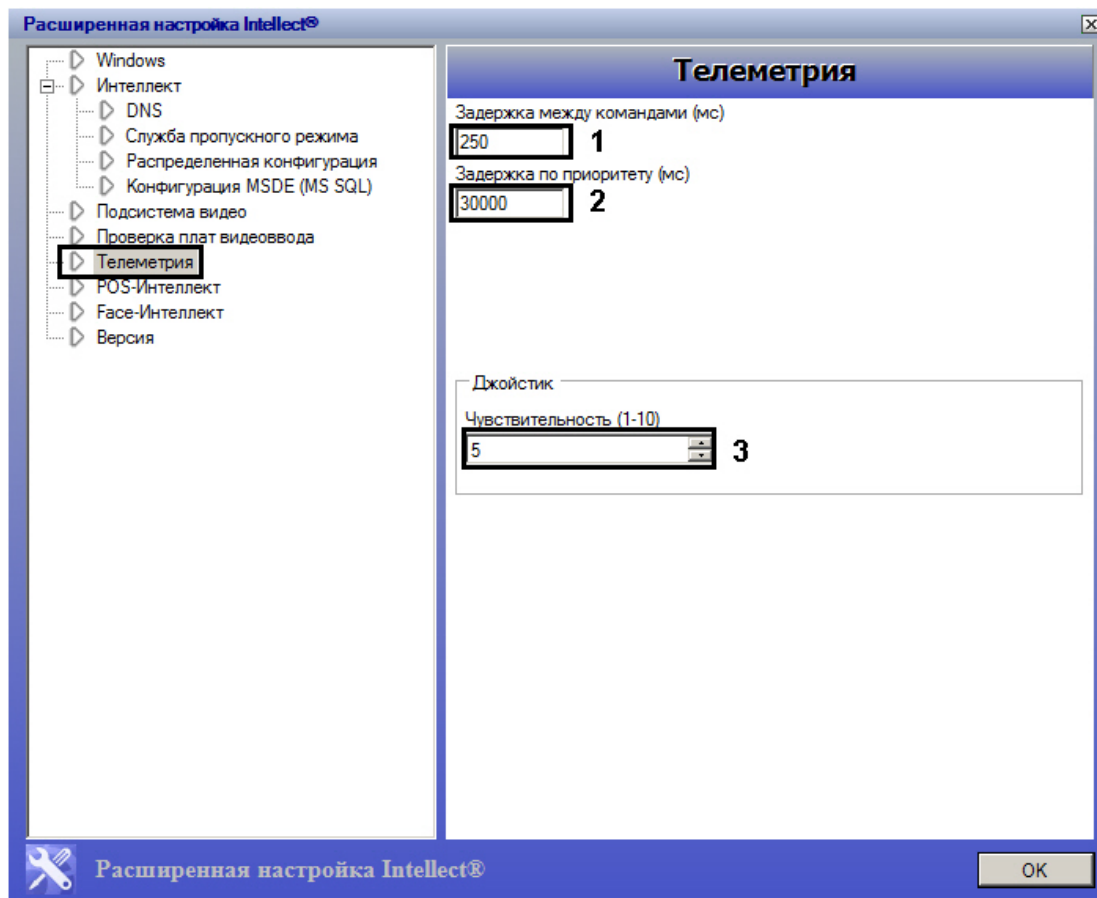 Расширенная настройка Intellect®
Windows
Интеллект
DNS
Служба пропускного режима
Распределенная конфигурация
Конфигурация MSDE (MS SQL)
Подсистема видео
Проверка плат видеоввода
Телеметрия
POS-Интеллект
Face-Интеллект
Версия
Телеметрия
Задержка между командами (мс)
250 1
Задержка по приоритету (мс)
30000 2
Джойстик
Чувствительность (1-10)
5 3
Расширенная настройка Intellect®
OK